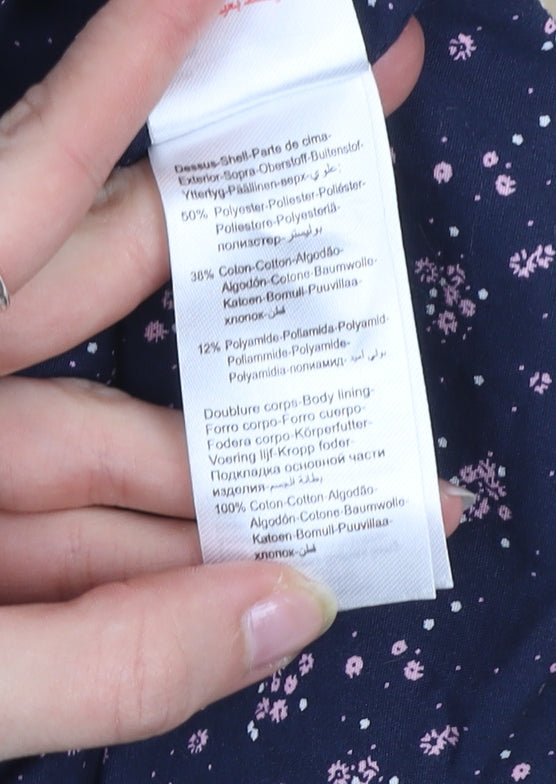 Dessus-Shell-Parte de cima-
Exterior-Sopra-Oberstoff-Buitenstof-
Yttertyg-Päällinen-верх-علوي:
50% Polyester-Poliester-Poliéster-
Poliestere-Polyesteriä-
полиэстер-بوليستر
38% Coton-Cotton-Algodão-
Algodón-Cotone-Baumwolle-
Katoen-Bomull-Puuvillaa-
хлопок-قطن
12% Polyamide-Poliamida-Polyamid-
Poliammide-Polyamide-
Polyamidia-полиамид-بولي أميد
Doublure corps-Body lining-
Forro corpo-Forro cuerpo-
Fodera corpo-Körperfutter-
Voering lijf-Kropp foder-
Подкладка основной части
изделия-بطانة الجسم
100% Coton-Cotton-Algodão-
Algodón-Cotone-Baumwolle-
Katoen-Bomull-Puuvillaa-
хлопок-قطن